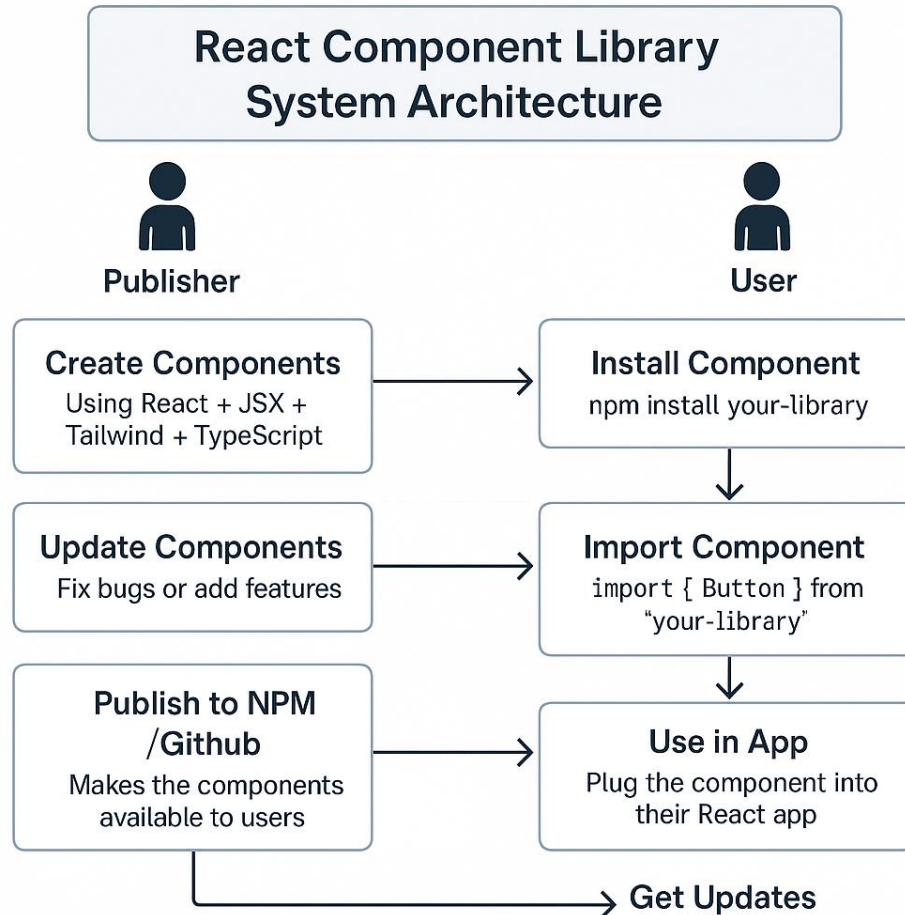 React Component Library
System Architecture
Publisher
User
Create Components
Using React + JSX +
Tailwind + TypeScript
Install Component
npm install your-library
Update Components
Fix bugs or add features
Import Component
import { Button } from
“your-library”
Publish to NPM
/Github
Makes the components
available to users
Use in App
Plug the component into
their React app
Get Updates